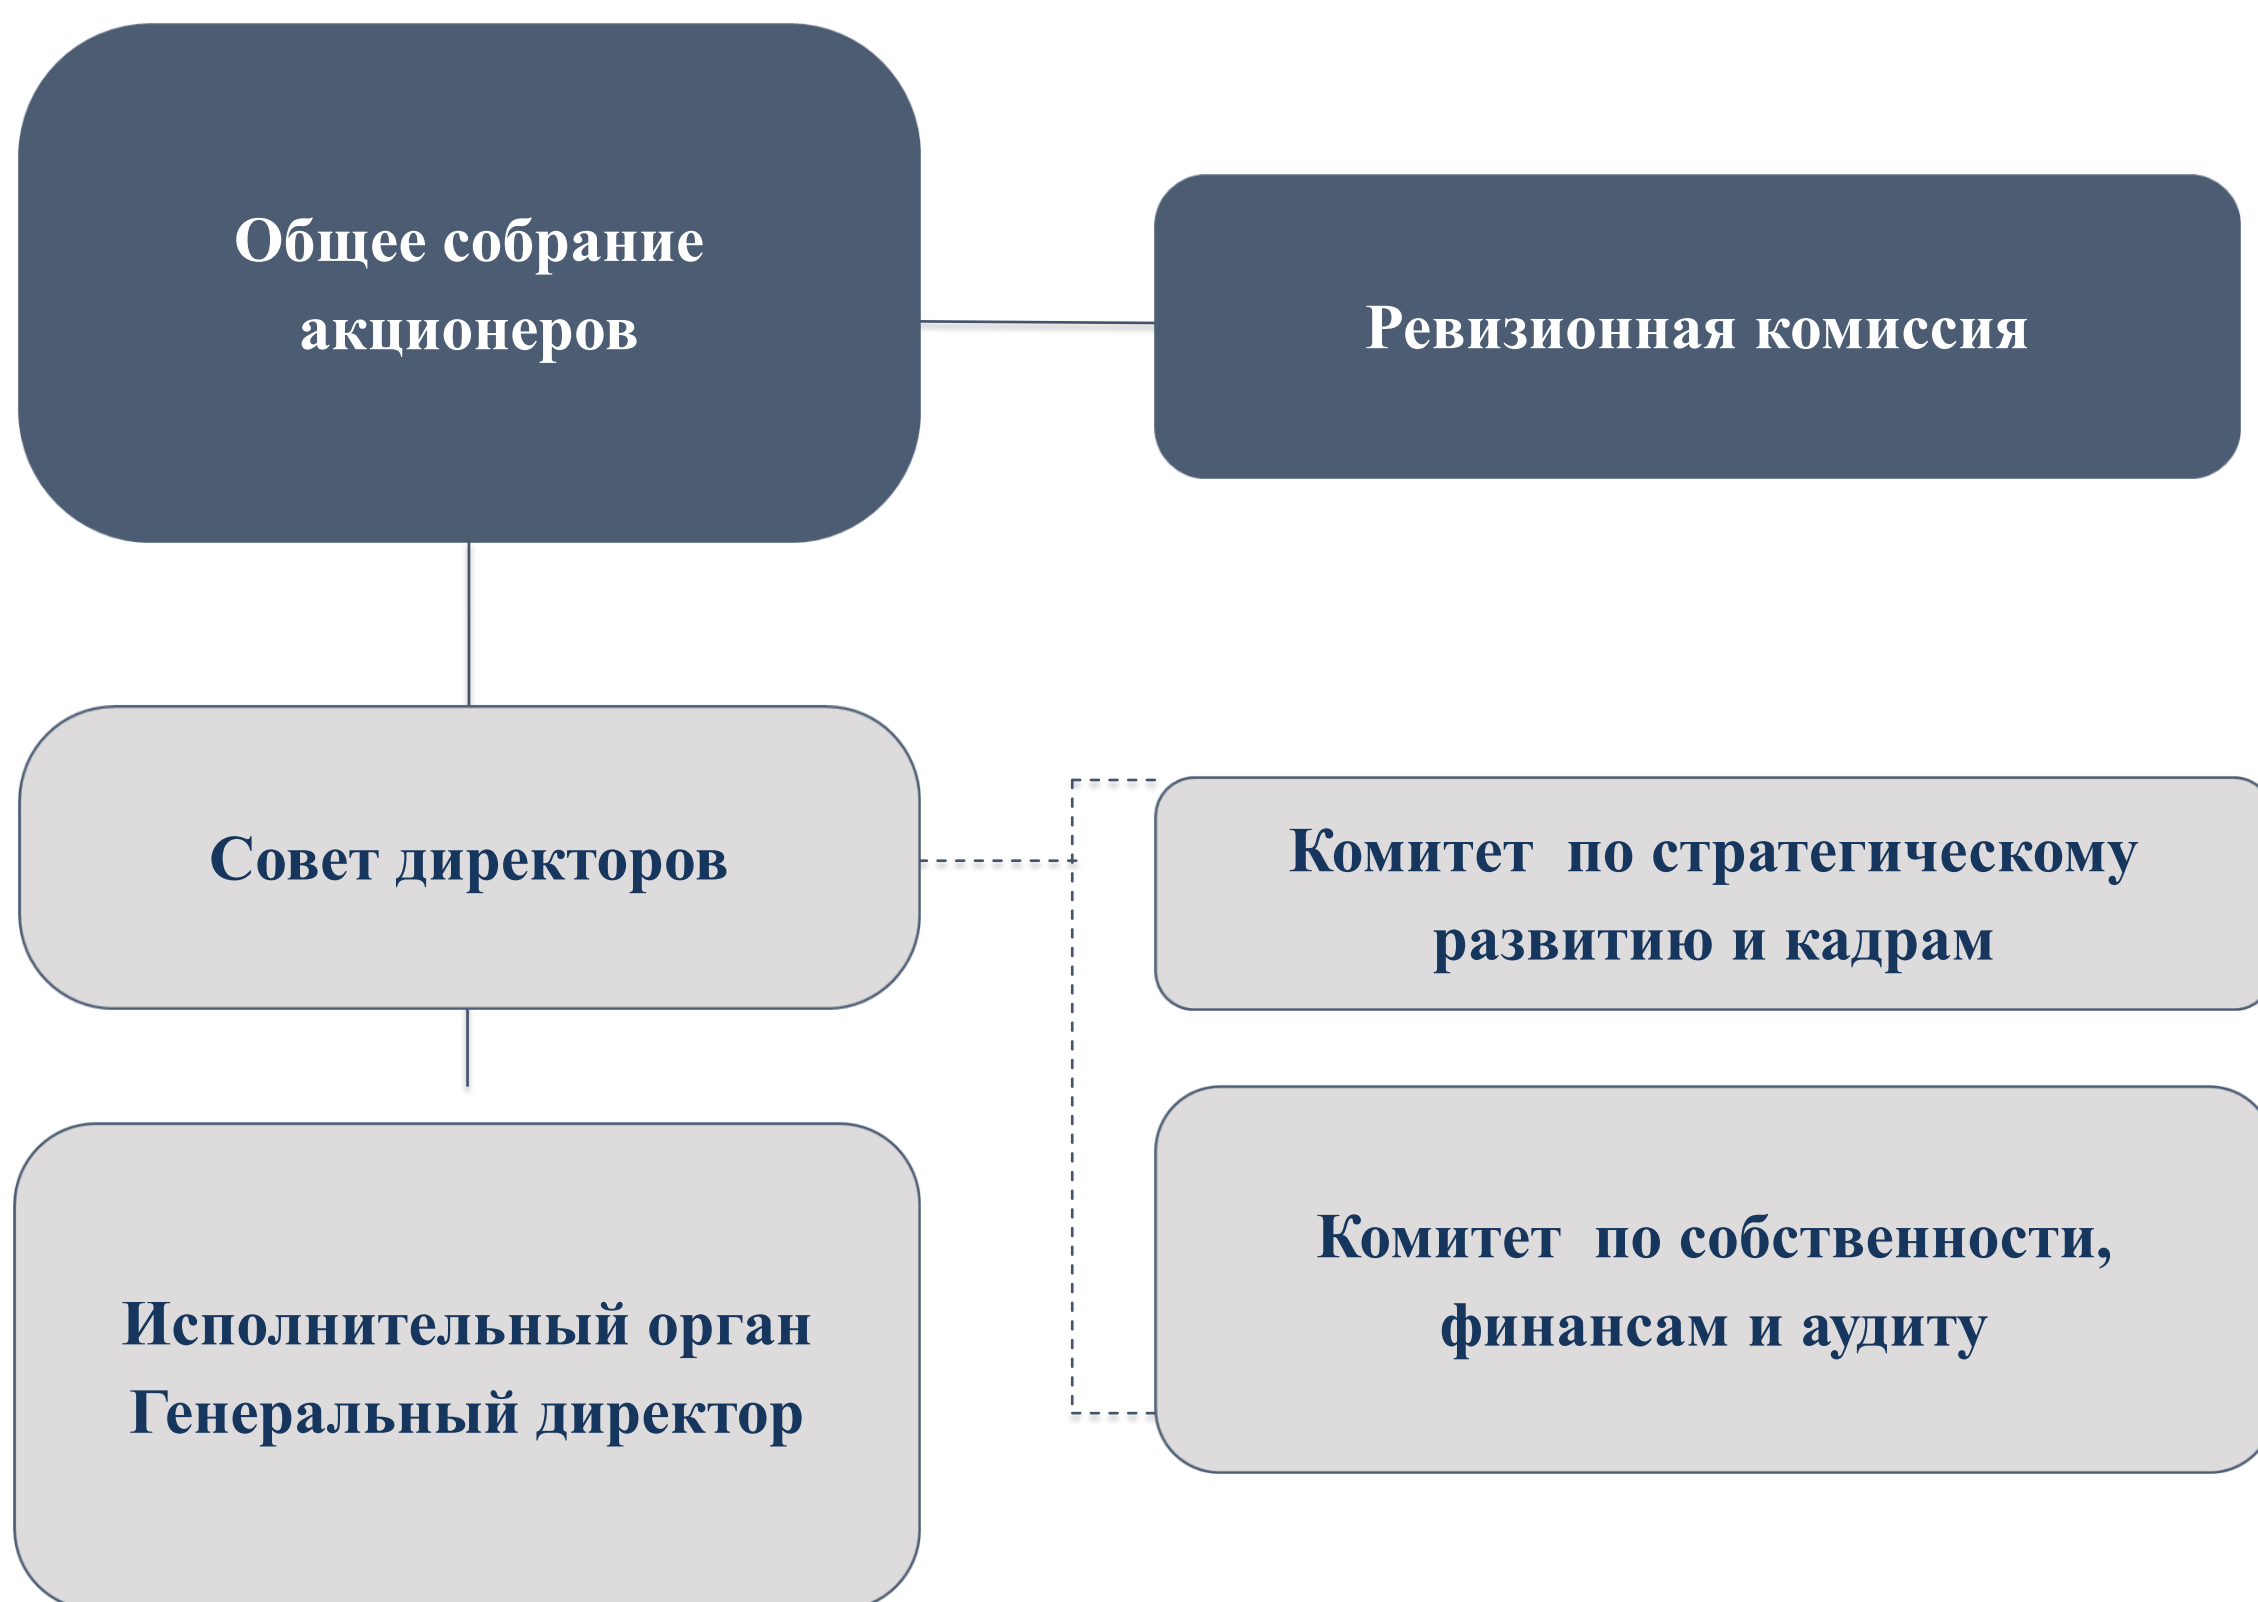 Общее собрание
акционеров
Ревизионная комиссия
Совет директоров
Комитет по стратегическому
развитию и кадрам
Комитет по собственности,
финансам и аудиту
Исполнительный орган
Генеральный директор